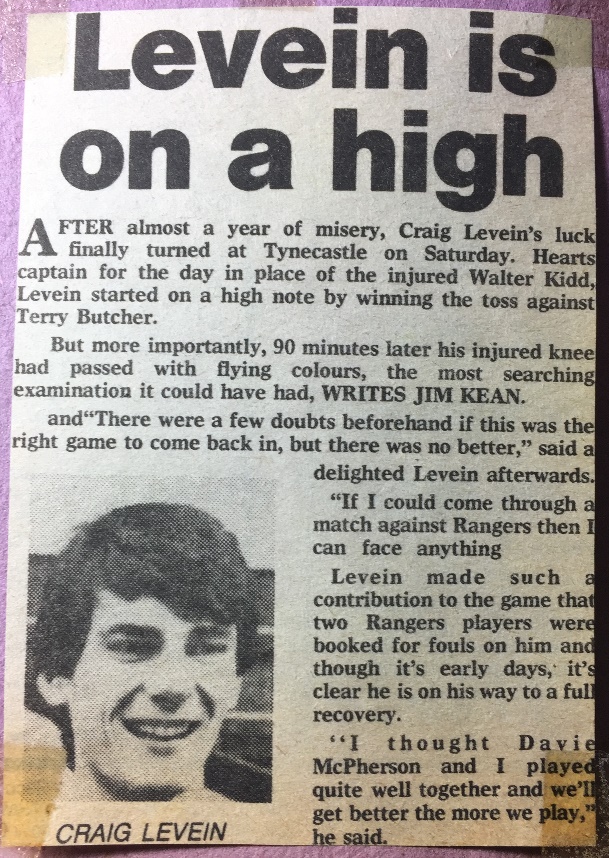 Levein is
on a high
AFTER almost a year of misery, Craig Levein's luck
finally turned at Tynecastle on Saturday. Hearts
captain for the day in place of the injured Walter Kidd,
Levein started on a high note by winning the toss against
Terry Butcher.
But more importantly, 90 minutes later his injured knee
had passed with flying colours, the most searching
examination it could have had, WRITES JIM KEAN.
and“There were a few doubts beforehand if this was the
right game to come back in, but there was no better,” said a
delighted Levein afterwards.
“If I could come through a
match against Rangers then I
can face anything
Levein made such a
contribution to the game that
two Rangers players were
booked for fouls on him and
though it's early days, it's
clear he is on his way to a full
recovery.
“I thought Davie
McPherson and I played
quite well together and we'll
get better the more we play,”
he said.
CRAIG LEVEIN